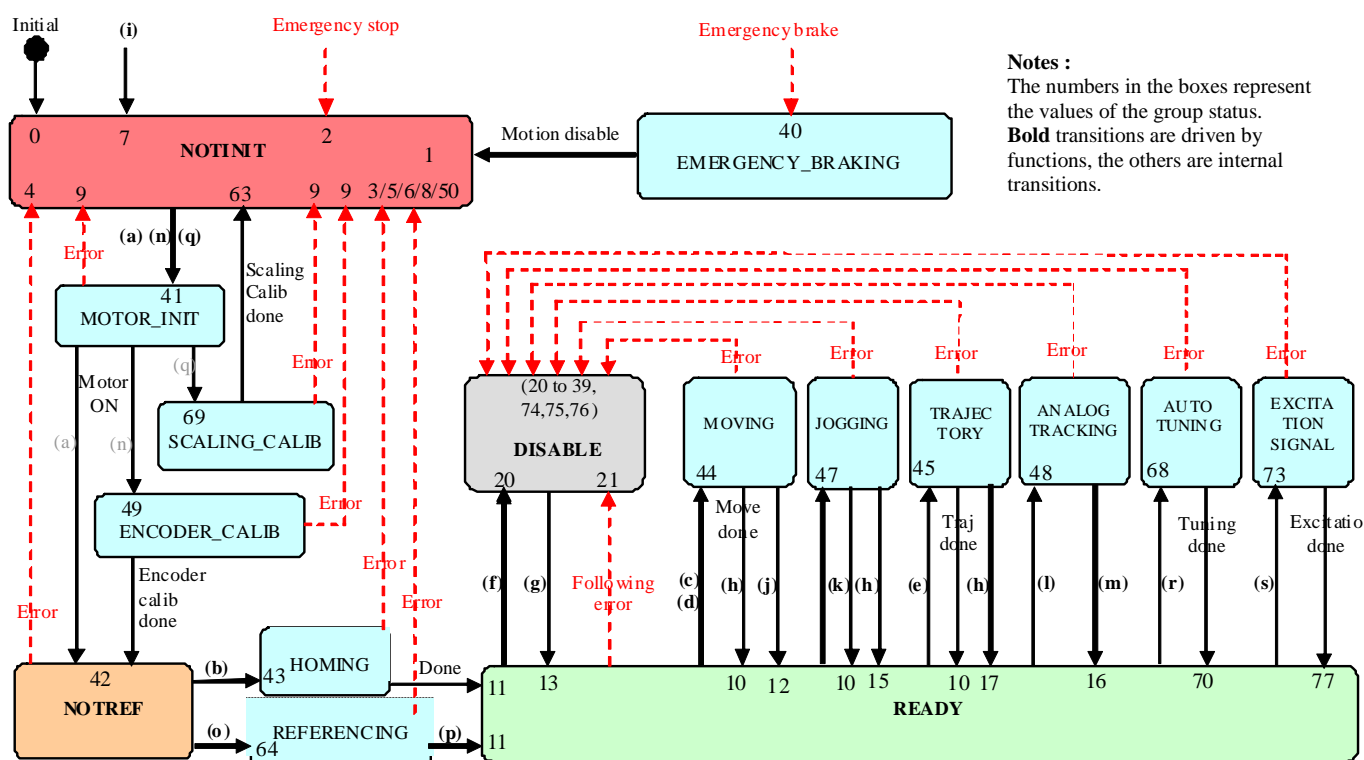 Initial
(i)
Emergency stop
Emergency brake
Notes :
The numbers in the boxes represent
the values of the group status.
Bold transitions are driven by
functions, the others are internal
transitions.
0
7
2
NOTINIT
1
4
9
63
9
9
3/5/6/8/50
Motion disable
40
EMERGENCY_BRAKING
(a) (n) (q)
Error
Scaling
Calib
done
41
MOTOR_INIT
(q)
Motor
ON
Error
69
SCALING_CALIB
(a)
(n)
49
ENCODER_CALIB
Error
Encoder
calib
done
Error
Error
Error
(20 to 39,
74,75,76)
DISABLE
20
21
Error
MOVING
44
Error
JOGGING
47
Error
TRAJEC
TORY
45
Error
ANALOG
TRACKING
48
Error
AUTO
TUNING
68
Error
EXCITA
TION
SIGNAL
73
(f)
(g)
Following
error
(c)
(d)
Move
done
(h)
(j)
(k)
(h)
(e)
Traj
done
(h)
(l)
(m)
(r)
Tuning
done
(s)
Excitatio
done
42
NOTREF
(b)
43
HOMING
Done
(o)
64
REFERENCING
(p)
11
13
10
12
10
15
10
17
16
70
77
READY
11